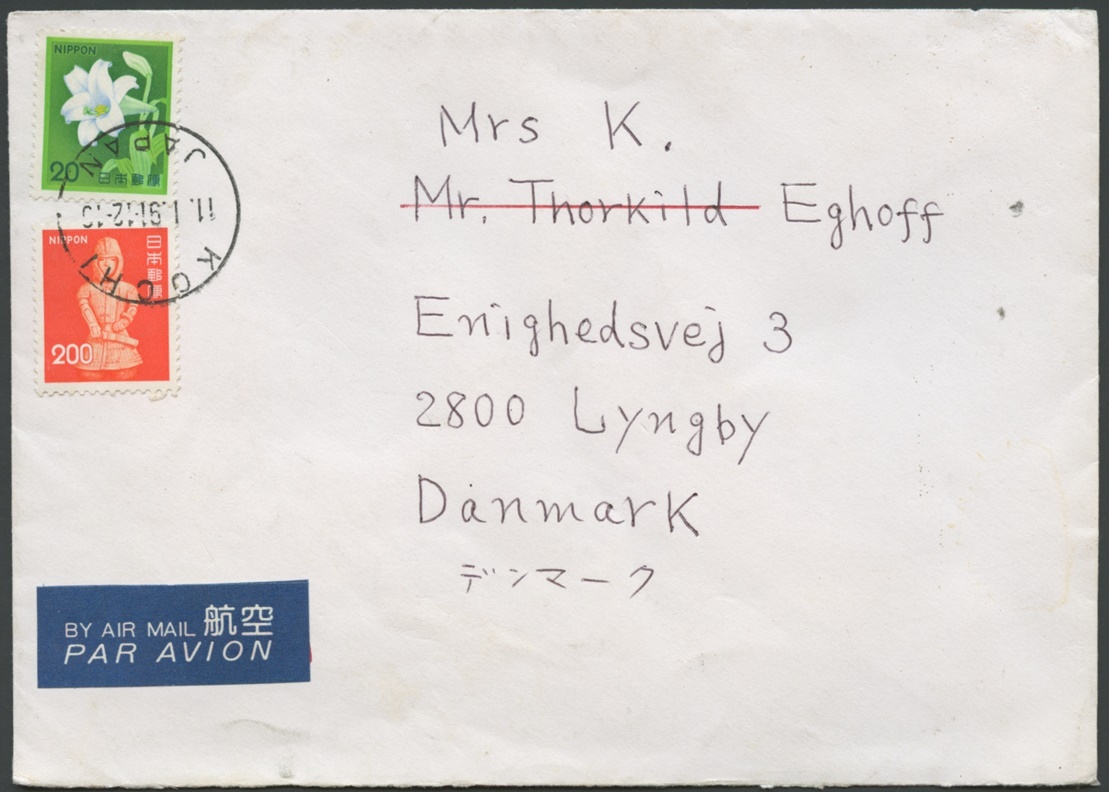 NIPPON
20 日本郵便
JAPAN
11.I.91.12-18
KOCHI
NIPPON
日本郵便
200
Mrs K.
Mr. Thorkild Eghoff
Enighedsvej 3
2800 Lyngby
Danmark
デンマーク
BY AIR MAIL 航空
PAR AVION